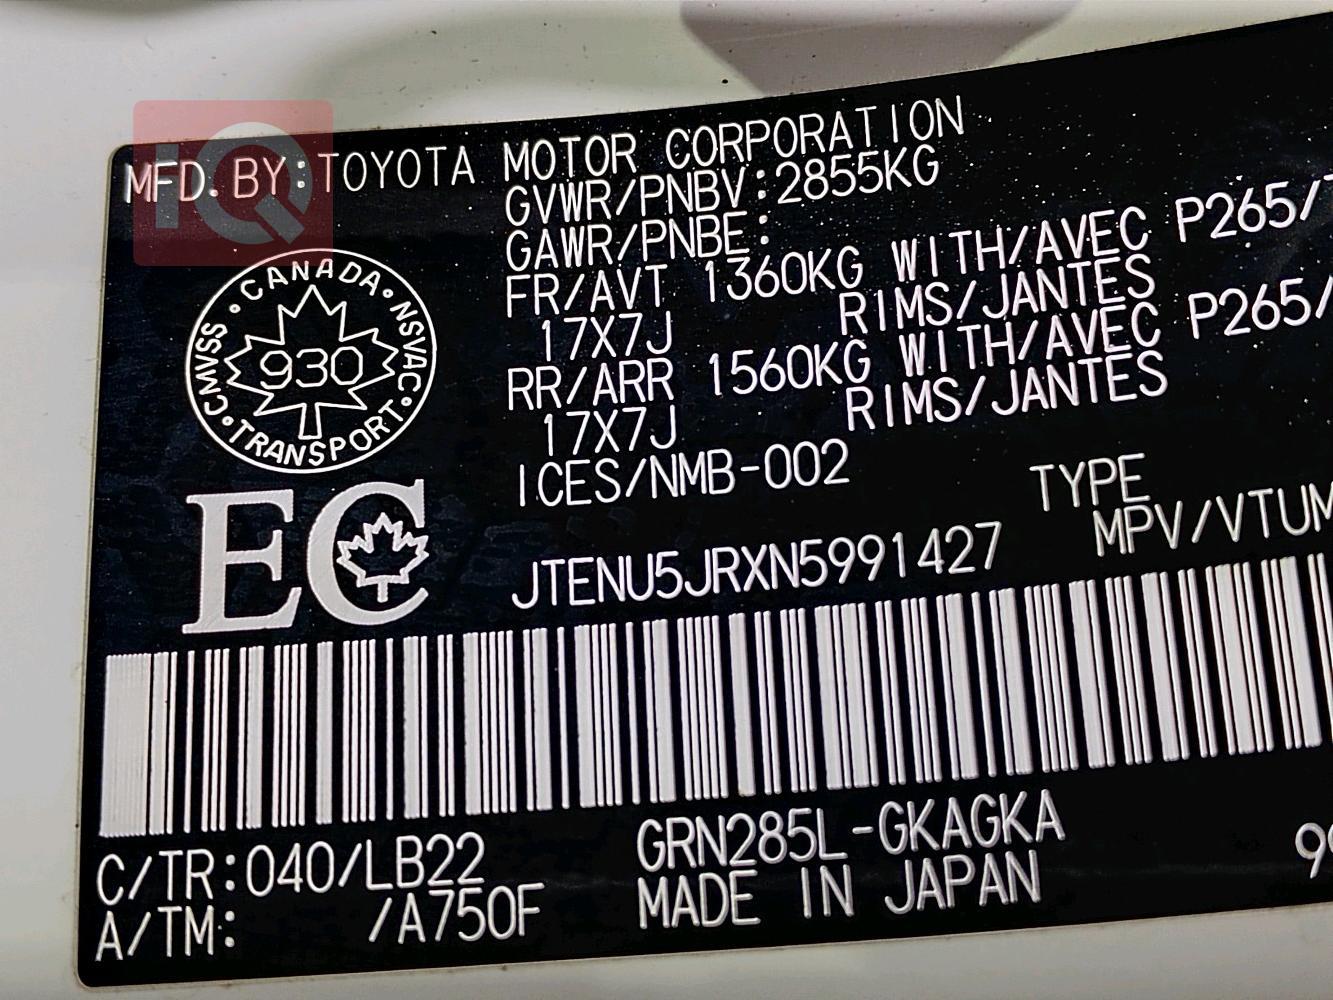 IQ
MFD. BY: TOYOTA MOTOR CORPORATION
GVWR/PNBV: 2855KG
GAWR/PNBE:
FR/AVT 1360KG WITH/AVEC P265/
17X7J RIMS/JANTES
RR/ARR 1560KG WITH/AVEC P265/
17X7J RIMS/JANTES
ICES/NMB-002
CANADA • NSVAC • TRANSPORT • CMVSS •
930
EC
TYPE
JTENU5JRXN5991427 MPV/VTUM
C/TR: 040/LB22 GRN285L-GKAGKA
A/TM: /A750F MADE IN JAPAN